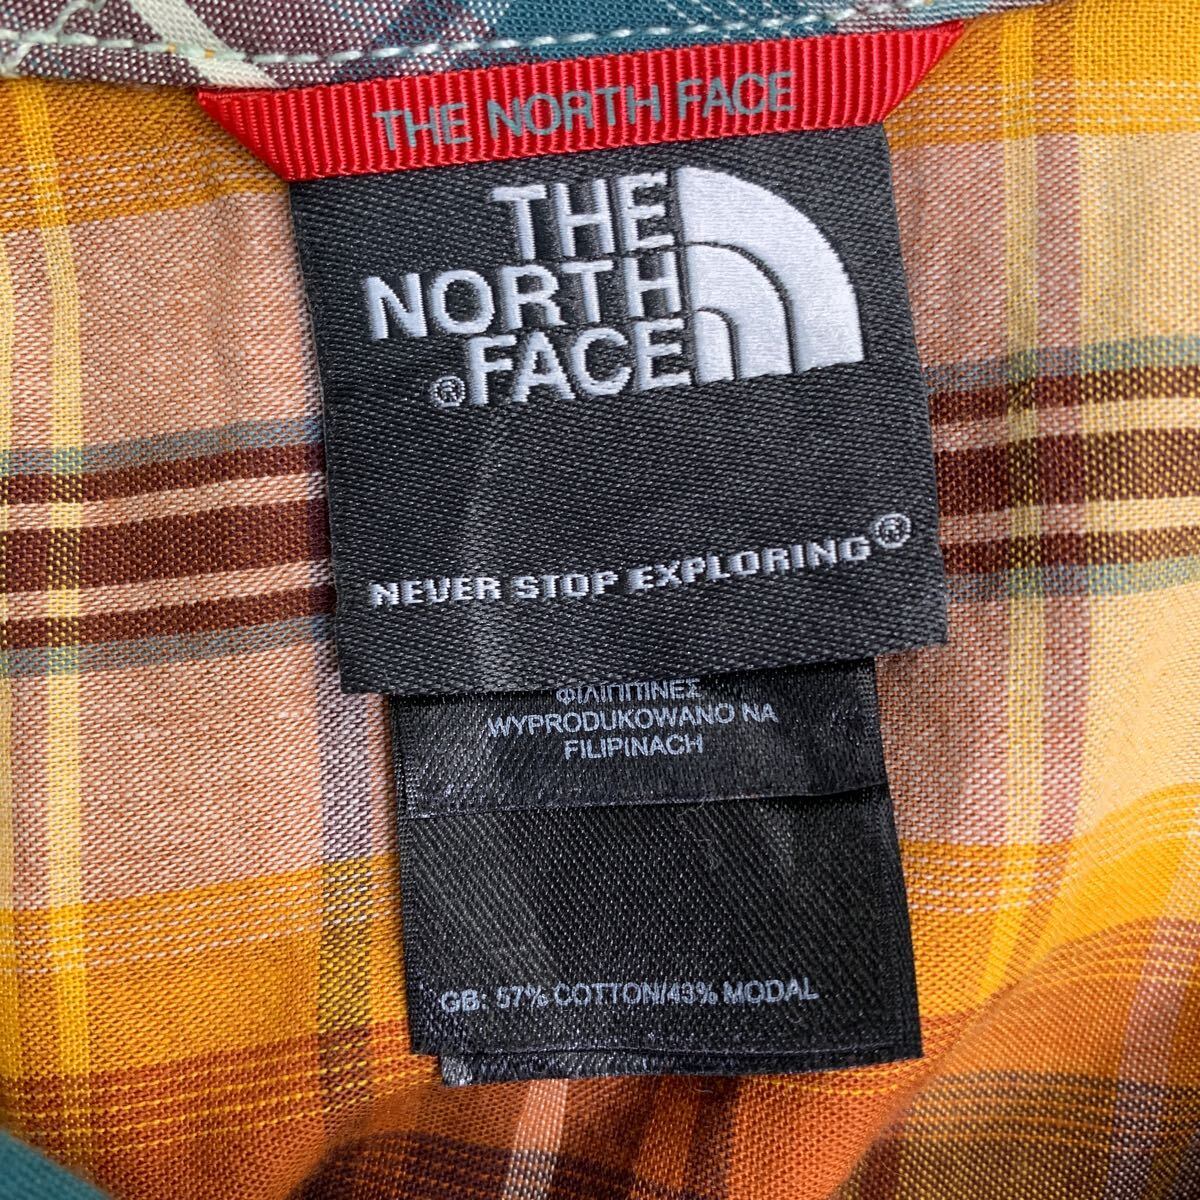 THE NORTH FACE
THE
NORTH
®FACE
NEVER STOP EXPLORING®
ΦΙΛΙΠΠΙΝΕΣ
WYPRODUKOWANO NA
FILIPINACH
GB: 57% COTTON/43% MODAL